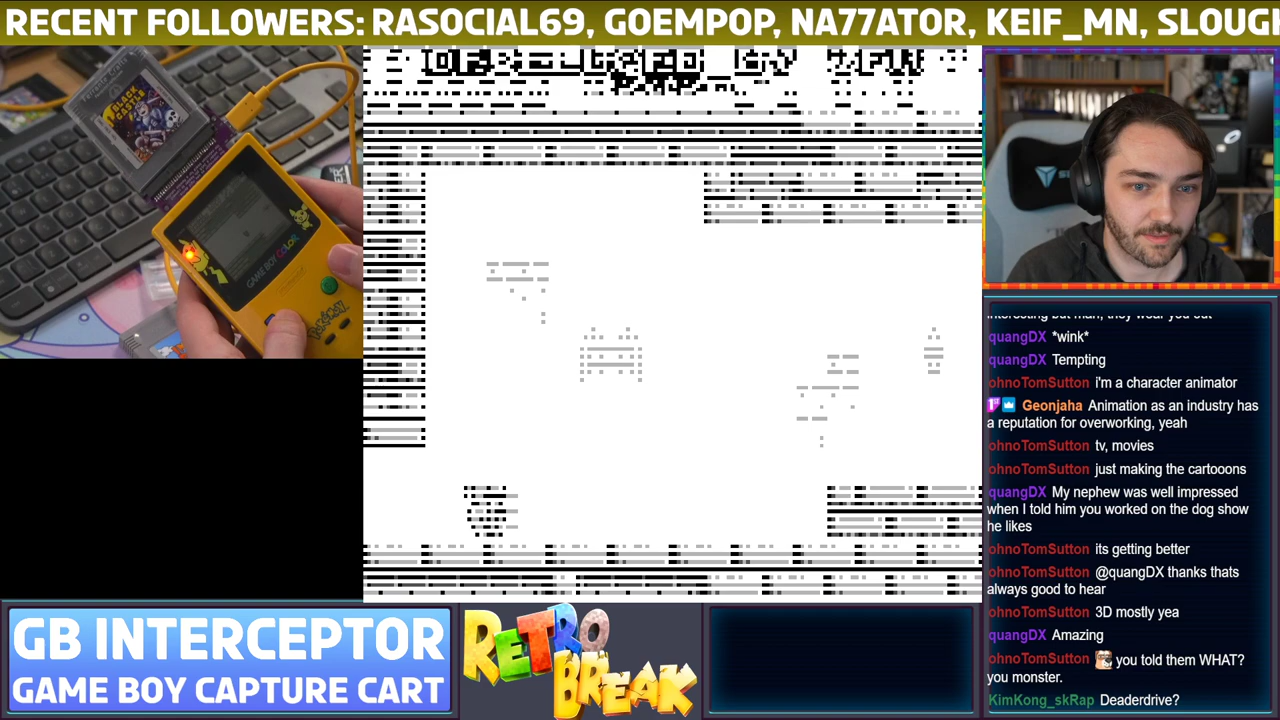 RECENT FOLLOWERS: RASOCIAL69, GOEMPOP, NA77ATOR, KEIF_MN, SLOUG
BLACK
CASTLE
GAME BOY COLOR
POKéMON
quangDX *wink*
quangDX Tempting
ohnoTomSutton i'm a character animator
Geonjaha Animation as an industry has
a reputation for overworking, yeah
ohnoTomSutton tv, movies
ohnoTomSutton just making the cartooons
quangDX My nephew was well impressed
when I told him you worked on that dog show
he likes
ohnoTomSutton its getting beter
ohnoTomSutton @quangDX thanks thats
always good to hear
ohnoTomSutton 3D mostly yea
quangDX Amazing
ohnoTomSutton you told them WHAT?
you monster.
KimKong_skRap Deaderdrive?
GB INTERCEPTOR
GAME BOY CAPTURE CART
RETRO
BREAK